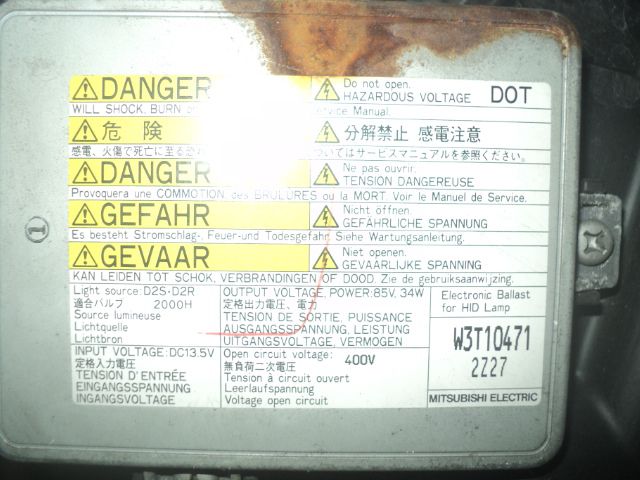 DANGER
Do not open.
HAZARDOUS VOLTAGE
DOT
WILL SHOCK, BURN
Service Manual.
危険
分解禁止 感電注意
感電、火傷で死亡に至る恐れ
ついてはサービスマニュアルを参照ください。
DANGER
Ne pas ouvrir.
TENSION DANGEREUSE
Provoquera une COMMOTION, des BRULURES ou la MORT. Voir le Manuel de Service.
GEFAHR
Nicht öffnen.
GEFÄHRLICHE SPANNUNG
Es besteht Stromschlag-, Feuer-und Todesgefahr. Siehe Wartungsanleitung.
GEVAAR
Niet openen.
GEVAARLIJKE SPANNING
KAN LEIDEN TOT SCHOK, VERBRANDINGEN OF DOOD. Zie de gebruiksaanwijzing.
Light source: D2S・D2R
適合バルブ 2000H
Source lumineuse
Lichtquelle
Lichtbron
OUTPUT VOLTAGE, POWER: 85V, 34W
定格出力電圧、電力
TENSION DE SORTIE, PUISSANCE
AUSGANGSSPANNUNG, LEISTUNG
UITGANGSVOLTAGE, VERMOGEN
Electronic Ballast
for HID Lamp
W3T10471
2Z27
INPUT VOLTAGE: DC13.5V
定格入力電圧
TENSION D'ENTRÉE
EINGANGSSPANNUNG
INGANGSVOLTAGE
Open circuit voltage: 400V
無負荷二次電圧
Tension à circuit ouvert
Leerlaufspannung
Voltage open circuit
MITSUBISHI ELECTRIC
1